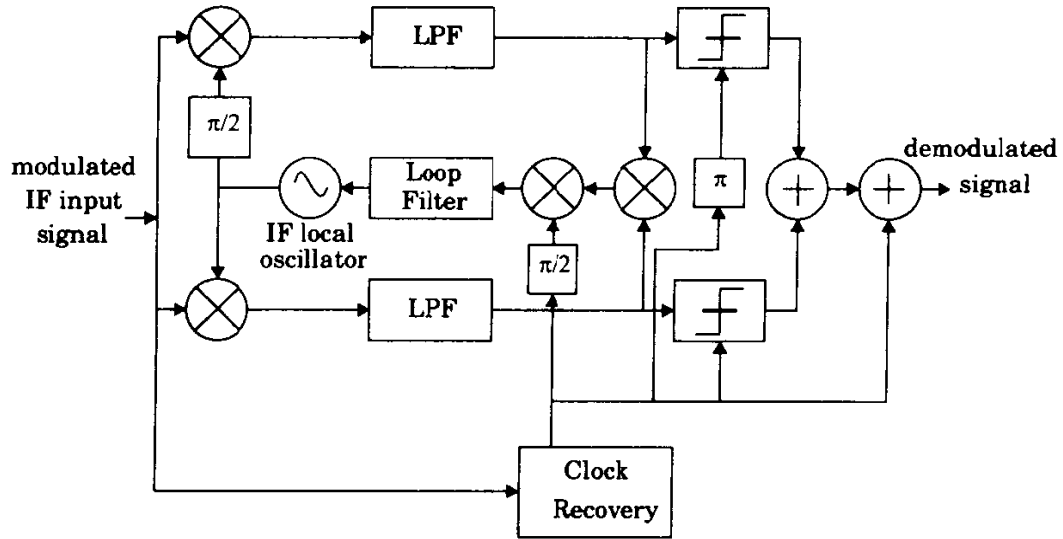 LPF
π/2
modulated
IF input
signal
IF local
oscillator
Loop
Filter
π/2
π
demodulated
signal
LPF
Clock
Recovery